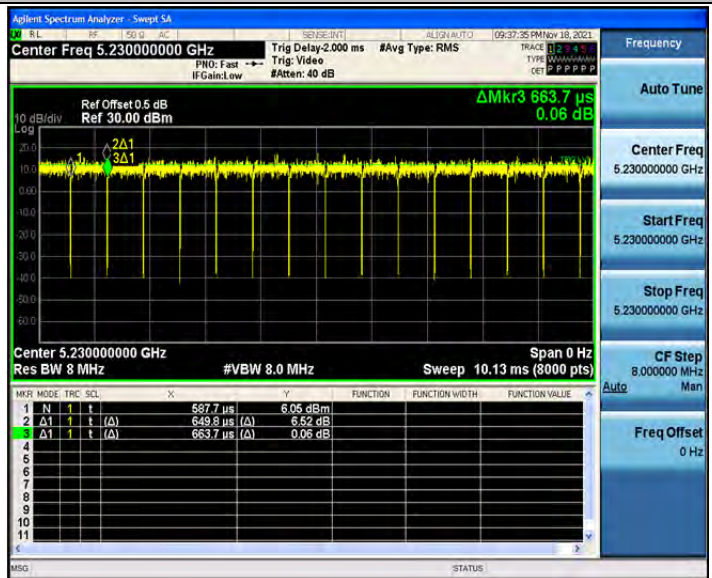 Agilent Spectrum Analyzer - Swept SA
RL RF 50 Ω AC SENSE:INT ALIGN AUTO 09:37:35 PM Nov 18, 2021
Center Freq 5.230000000 GHz
PNO: Fast
IFGain:Low
Trig Delay-2.000 ms
Trig: Video
#Atten: 40 dB
#Avg Type: RMS
TRACE 1 2 3 4 5 6
TYPE
DET P P P P P P
Frequency
Auto Tune
Center Freq
5.230000000 GHz
Start Freq
5.230000000 GHz
Stop Freq
5.230000000 GHz
CF Step
8.000000 MHz
Auto Man
Freq Offset
0 Hz
ΔMkr3 663.7 µs
0.06 dB
Ref Offset 0.5 dB
10 dB/div Ref 30.00 dBm
Log
20.0
10.0
0.00
-10.0
-20.0
-30.0
-40.0
-50.0
-60.0
1
2Δ1
3Δ1
Center 5.230000000 GHz Span 0 Hz
Res BW 8 MHz #VBW 8.0 MHz Sweep 10.13 ms (8000 pts)
MKR MODE TRC SCL X Y FUNCTION FUNCTION WIDTH FUNCTION VALUE
1 N 1 t 587.7 µs 6.05 dBm
2 Δ1 1 t (Δ) 649.8 µs (Δ) 6.52 dB
3 Δ1 1 t (Δ) 663.7 µs (Δ) 0.06 dB
4
5
6
7
8
9
10
11
MSG STATUS